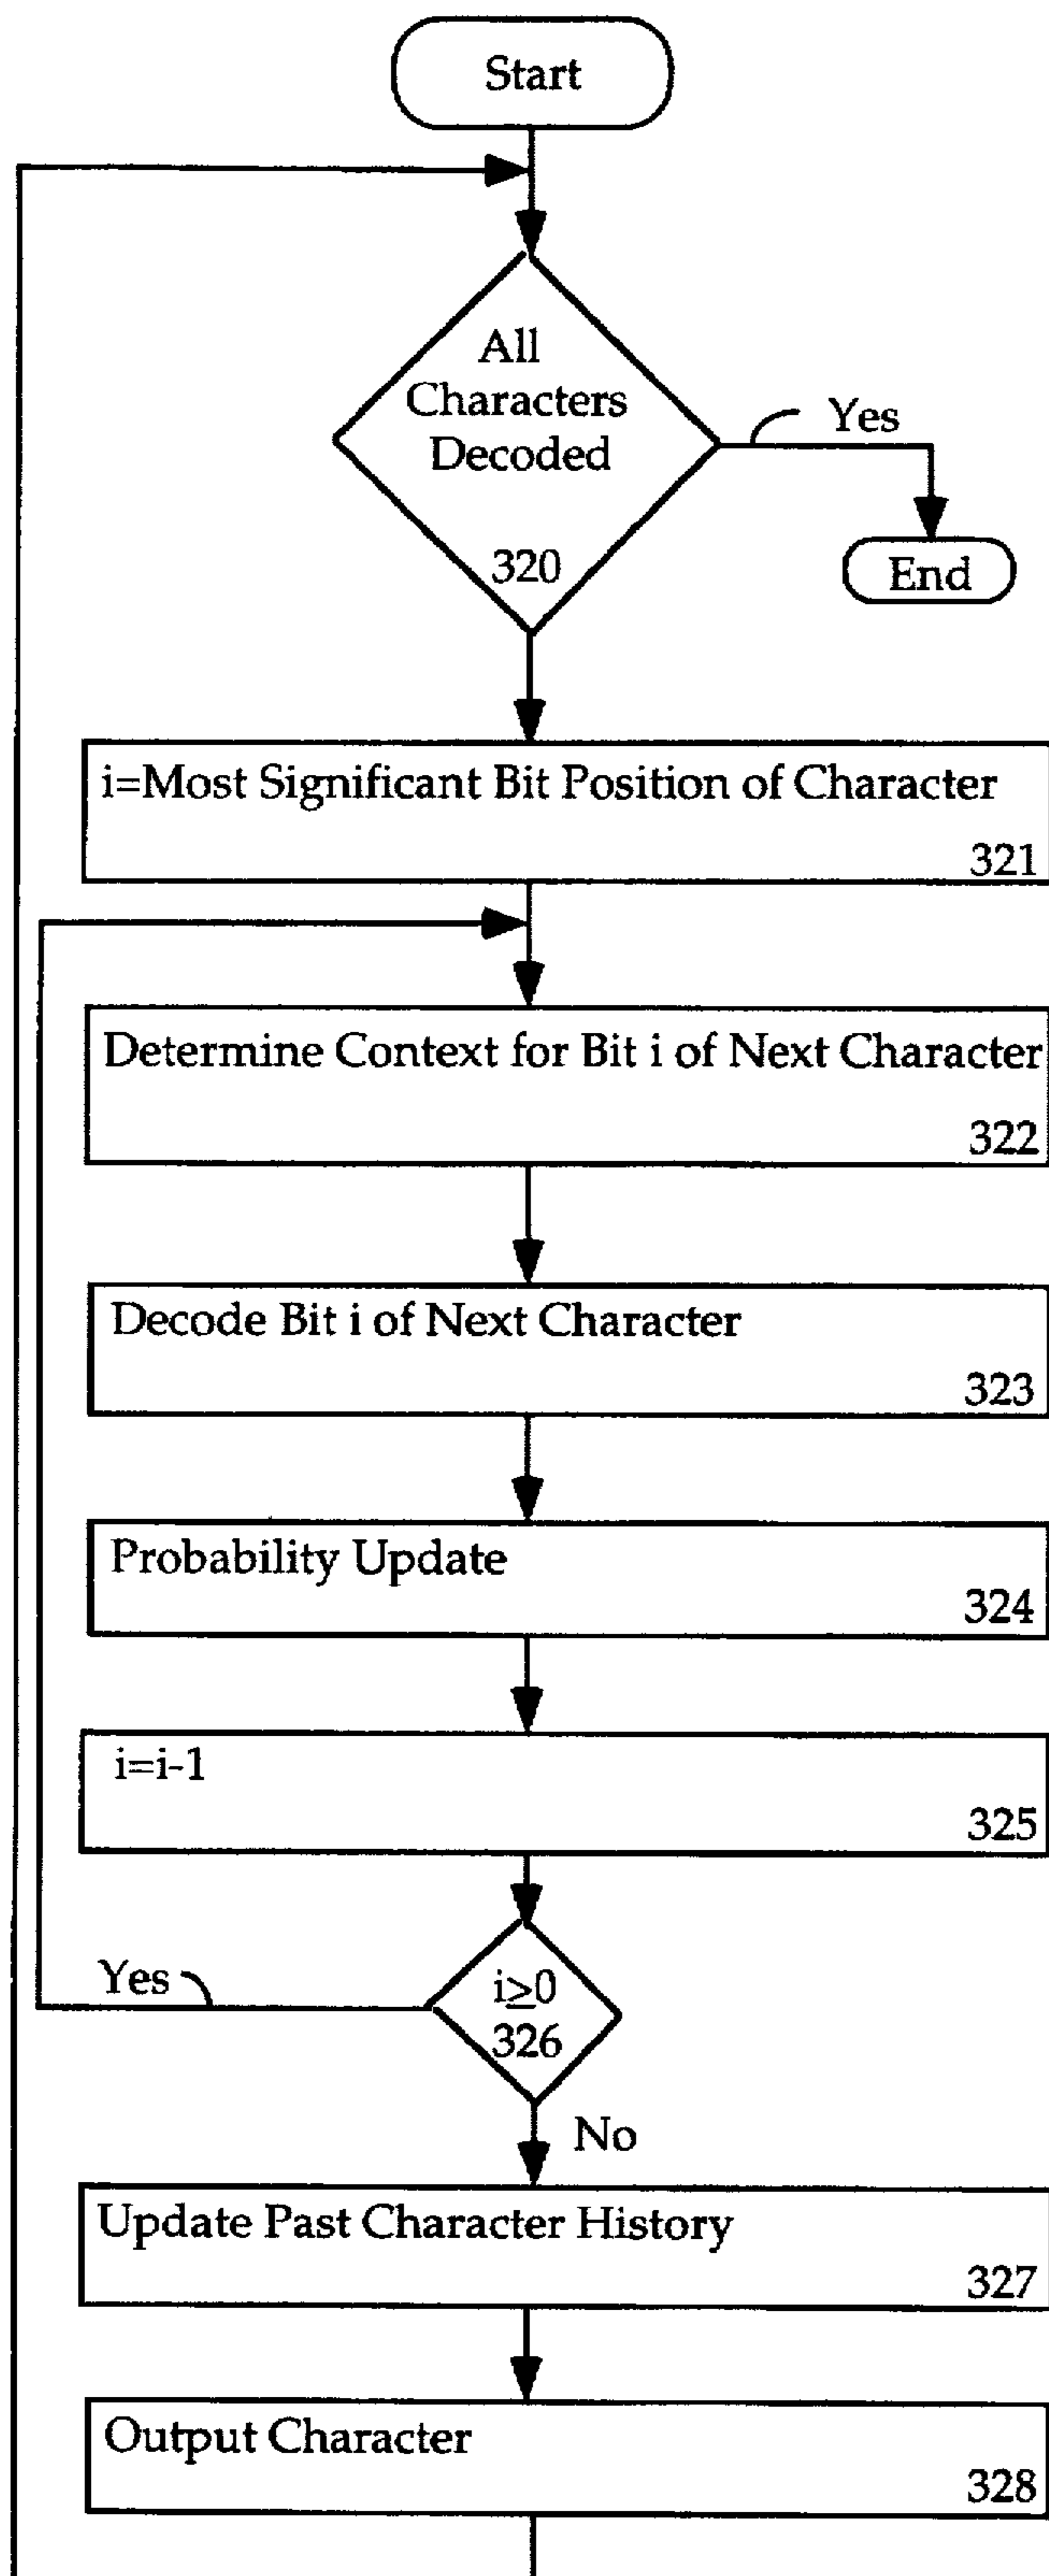 Start
All
Characters
Decoded
320
Yes
End
i=Most Significant Bit Position of Character
321
Determine Context for Bit i of Next Character
322
Decode Bit i of Next Character
323
Probability Update
324
i=i-1
325
Yes
i≥0
326
No
Update Past Character History
327
Output Character
328